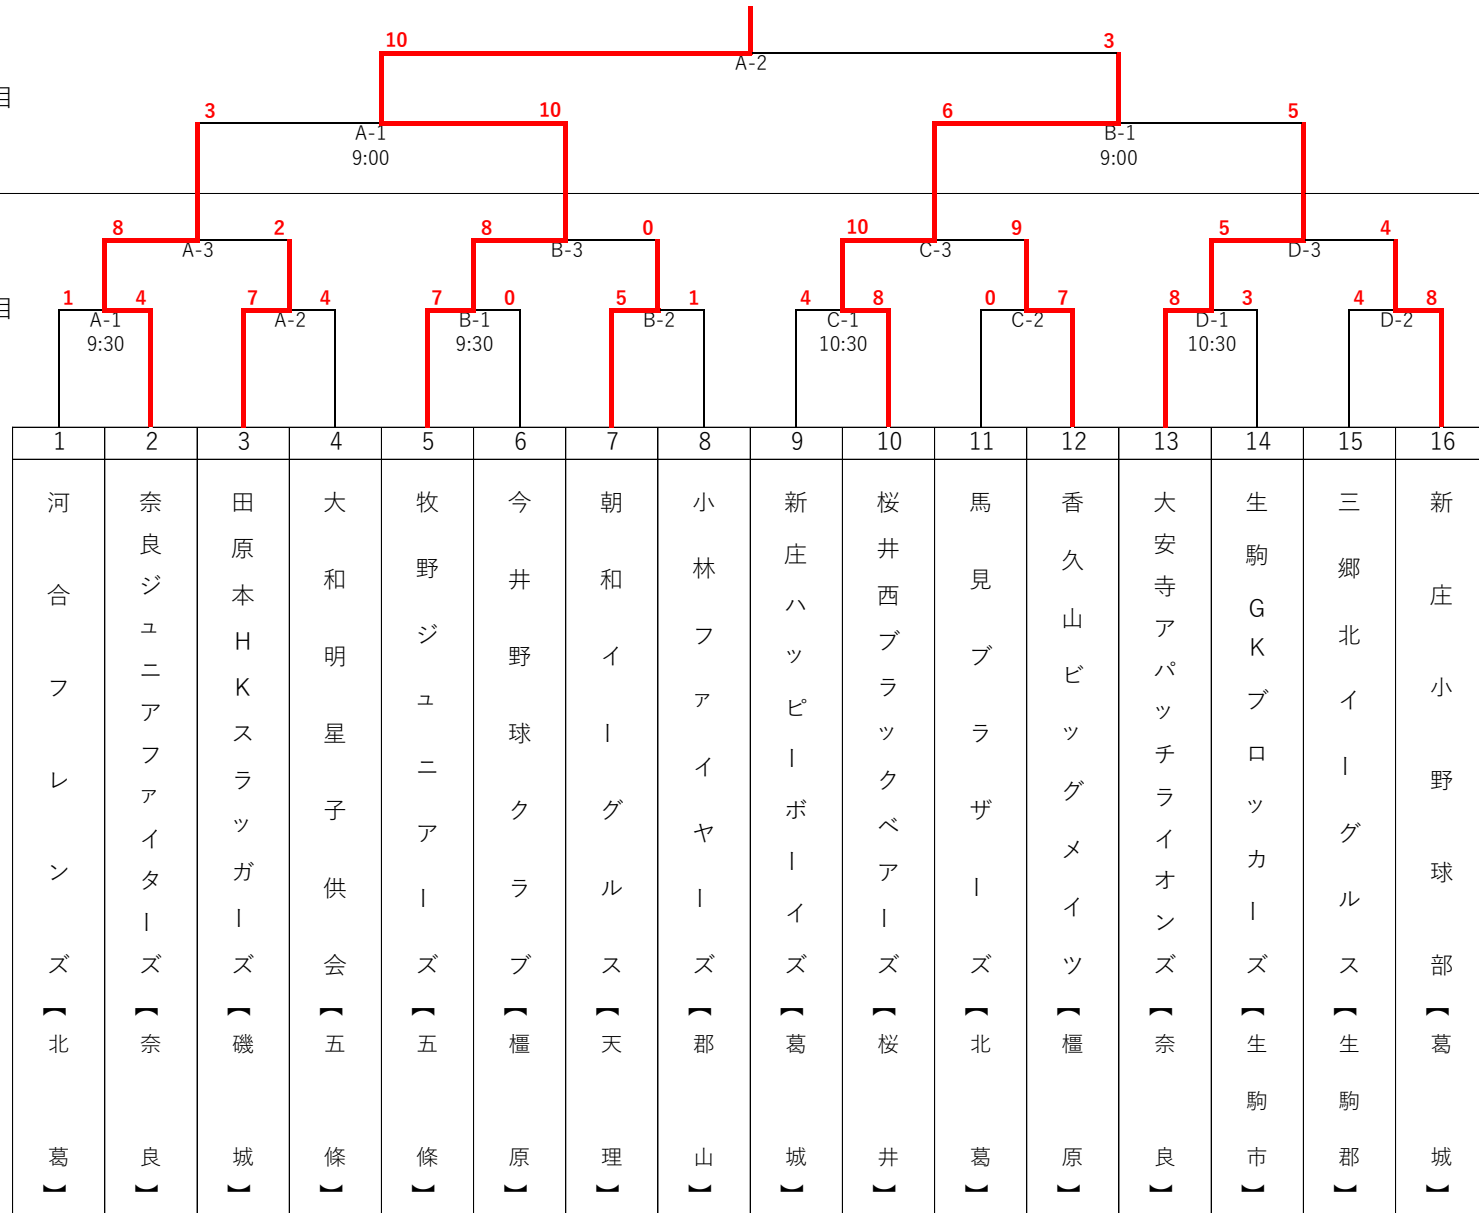 10 3
A-2
目
3 10 6 5
A-1 B-1
9:00 9:00
8 2 8 0 10 9 5 4
A-3 B-3 C-3 D-3
目
1 4 7 4 7 0 5 1 4 8 0 7 8 3 4 8
A-1 A-2 B-1 B-2 C-1 C-2 D-1 D-2
9:30 9:30 10:30 10:30
1 2 3 4 5 6 7 8 9 10 11 12 13 14 15 16
河合フレンズ【北葛】
奈良ジュニアファイターズ【奈良】
田原本HKスラッガーズ【磯城】
大和明星子供会【五條】
牧野ジュニアーズ【五條】
今井野球クラブ【橿原】
朝和イーグルス【天理】
小林ファイヤーズ【郡山】
新庄ハッピーボーイズ【葛城】
桜井西ブラックベアーズ【桜井】
馬見ブラザーズ【北葛】
香久山ビッグメイツ【橿原】
大安寺アパッチライオンズ【奈良】
生駒GKブロッカーズ【生駒市】
三郷北イーグルス【生駒郡】
新庄小野球部【葛城】